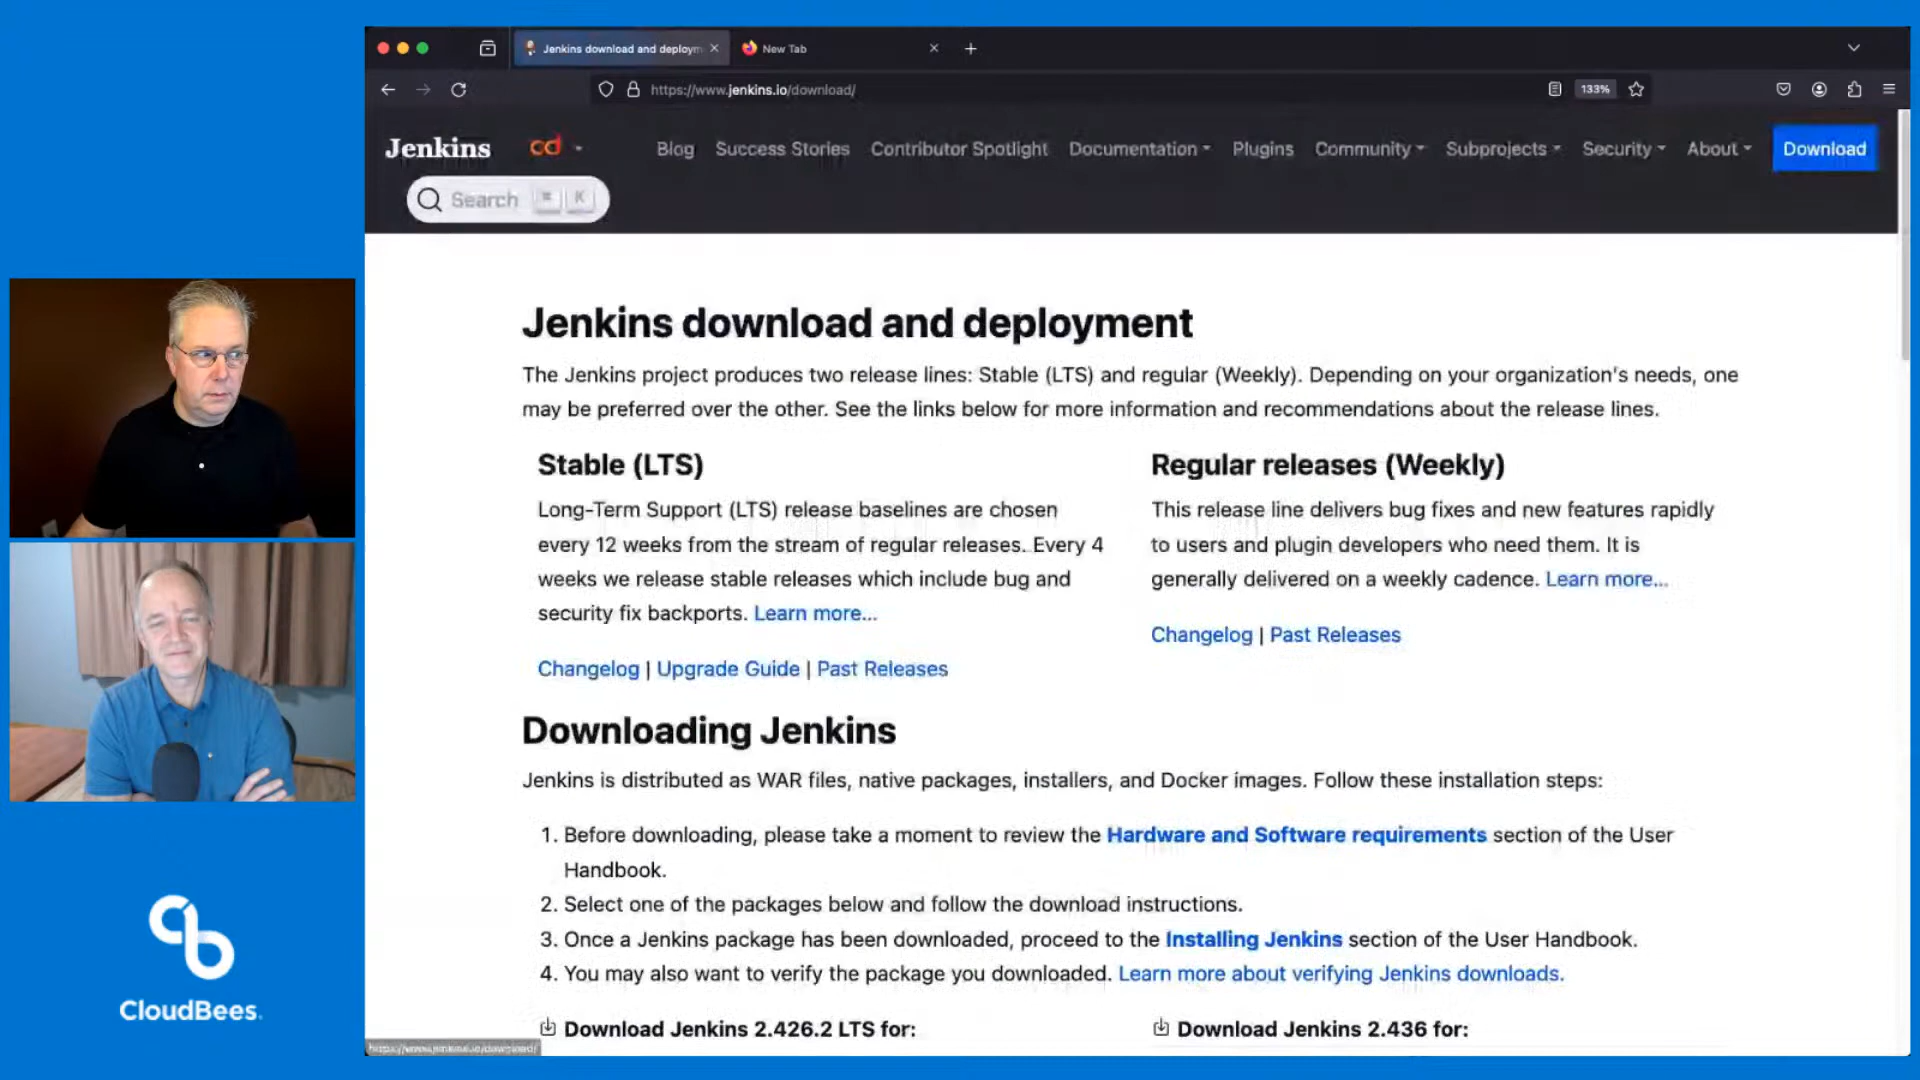 Jenkins download and deploym
New Tab
https://www.jenkins.io/download/
133%
Jenkins
cd
Blog
Success Stories
Contributor Spotlight
Documentation
Plugins
Community
Subprojects
Security
About
Download
Search
K
Jenkins download and deployment
The Jenkins project produces two release lines: Stable (LTS) and regular (Weekly). Depending on your organization's needs, one
may be preferred over the other. See the links below for more information and recommendations about the release lines.
Stable (LTS)
Long-Term Support (LTS) release baselines are chosen
every 12 weeks from the stream of regular releases. Every 4
weeks we release stable releases which include bug and
security fix backports. Learn more...
Changelog | Upgrade Guide | Past Releases
Regular releases (Weekly)
This release line delivers bug fixes and new features rapidly
to users and plugin developers who need them. It is
generally delivered on a weekly cadence. Learn more...
Changelog | Past Releases
Downloading Jenkins
Jenkins is distributed as WAR files, native packages, installers, and Docker images. Follow these installation steps:
1. Before downloading, please take a moment to review the Hardware and Software requirements section of the User
Handbook.
2. Select one of the packages below and follow the download instructions.
3. Once a Jenkins package has been downloaded, proceed to the Installing Jenkins section of the User Handbook.
4. You may also want to verify the package you downloaded. Learn more about verifying Jenkins downloads.
Download Jenkins 2.426.2 LTS for:
Download Jenkins 2.436 for:
https://www.jenkins.io/download/
CloudBees.